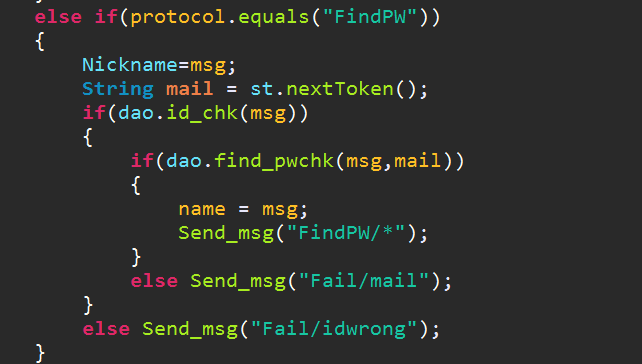 else if(protocol.equals("FindPW"))
{
Nickname=msg;
String mail = st.nextToken();
if(dao.id_chk(msg))
{
if(dao.find_pwchk(msg,mail))
{
name = msg;
Send_msg("FindPW/*");
}
else Send_msg("Fail/mail");
}
else Send_msg("Fail/idwrong");
}